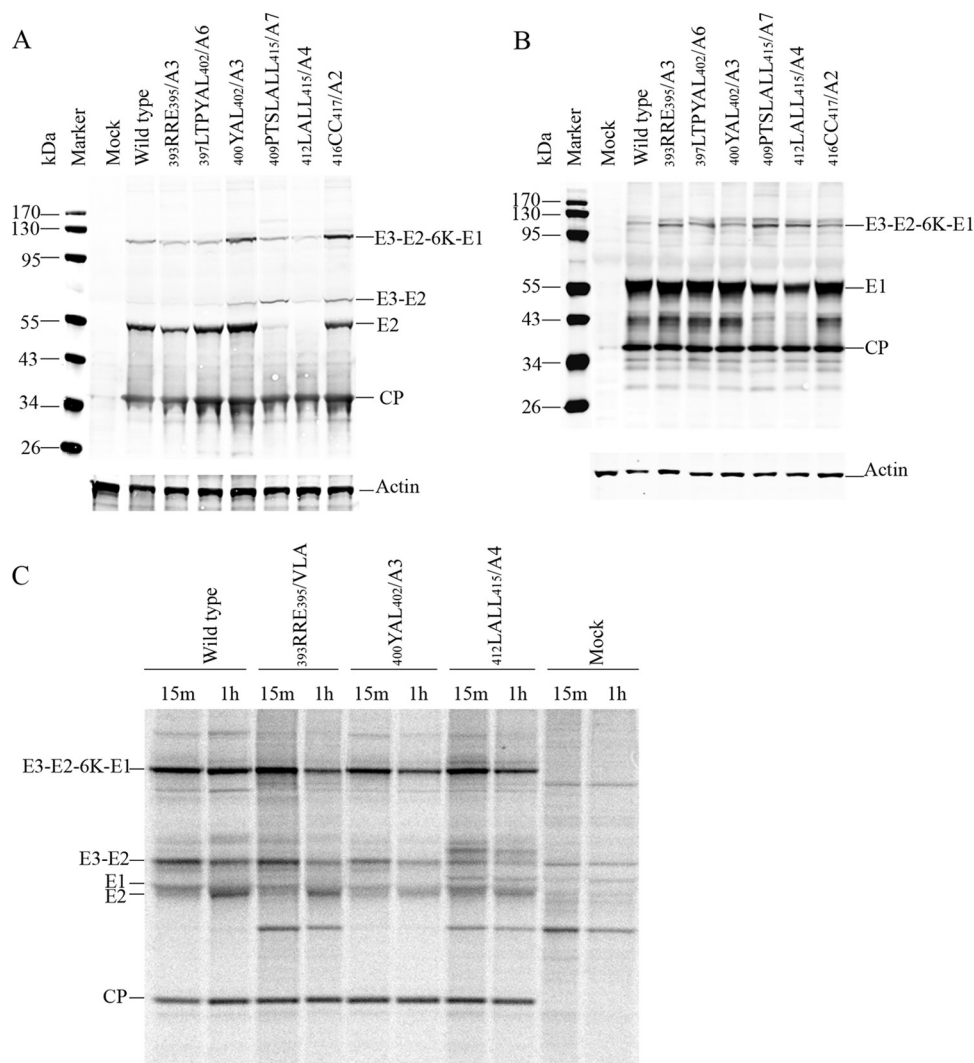 A
kDa
Marker
Mock
Wild type
393RRE395/A3
397LTPYAL402/A6
400YAL402/A3
409PTSLALL415/A7
412LALL415/A4
416CC417/A2
170
130
95
55
43
34
26
E3-E2-6K-E1
E3-E2
E2
CP
Actin
B
kDa
Marker
Mock
Wild type
393RRE395/A3
397LTPYAL402/A6
400YAL402/A3
409PTSLALL415/A7
412LALL415/A4
416CC417/A2
170
130
95
55
43
34
26
E3-E2-6K-E1
E1
CP
Actin
C
Wild type
393RRE395/VLA
400YAL402/A3
412LALL415/A4
Mock
15m 1h 15m 1h 15m 1h 15m 1h 15m 1h
E3-E2-6K-E1
E3-E2
E1
E2
CP